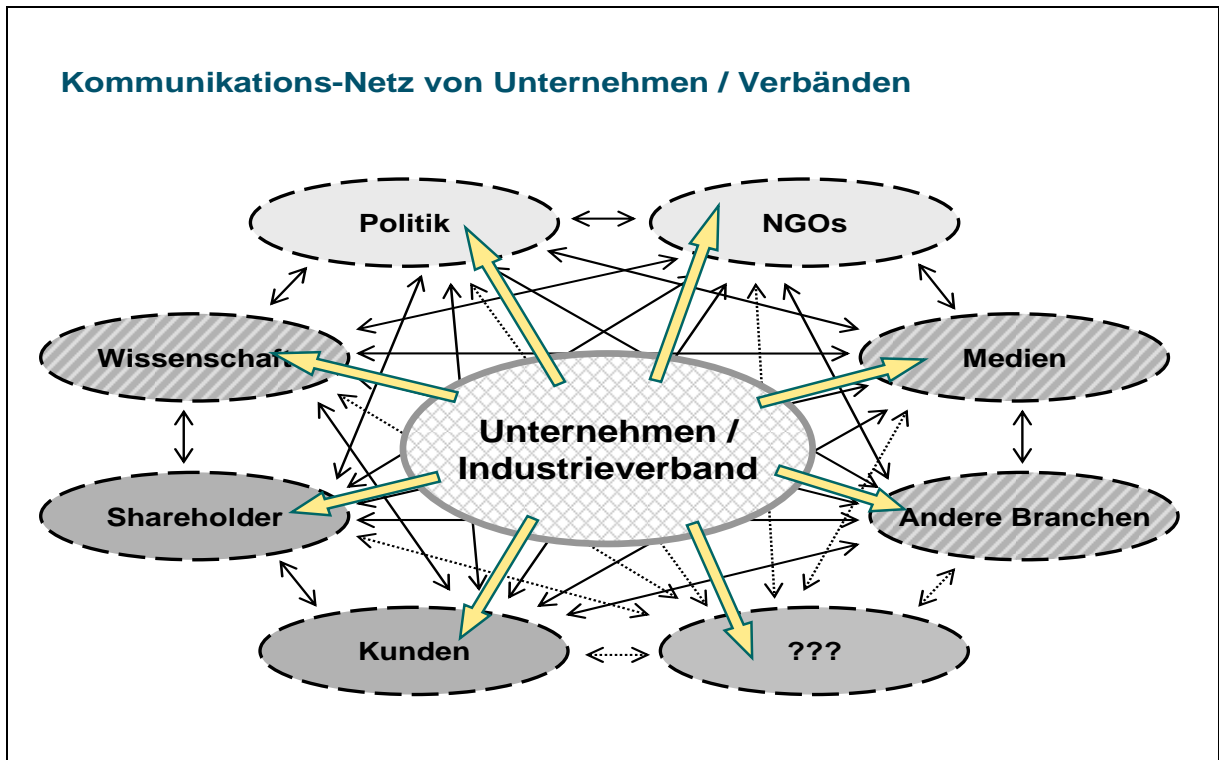 Kommunikations-Netz von Unternehmen / Verbänden
Politik
NGOs
Wissenschaft
Medien
Unternehmen /
Industrieverband
Shareholder
Andere Branchen
Kunden
???